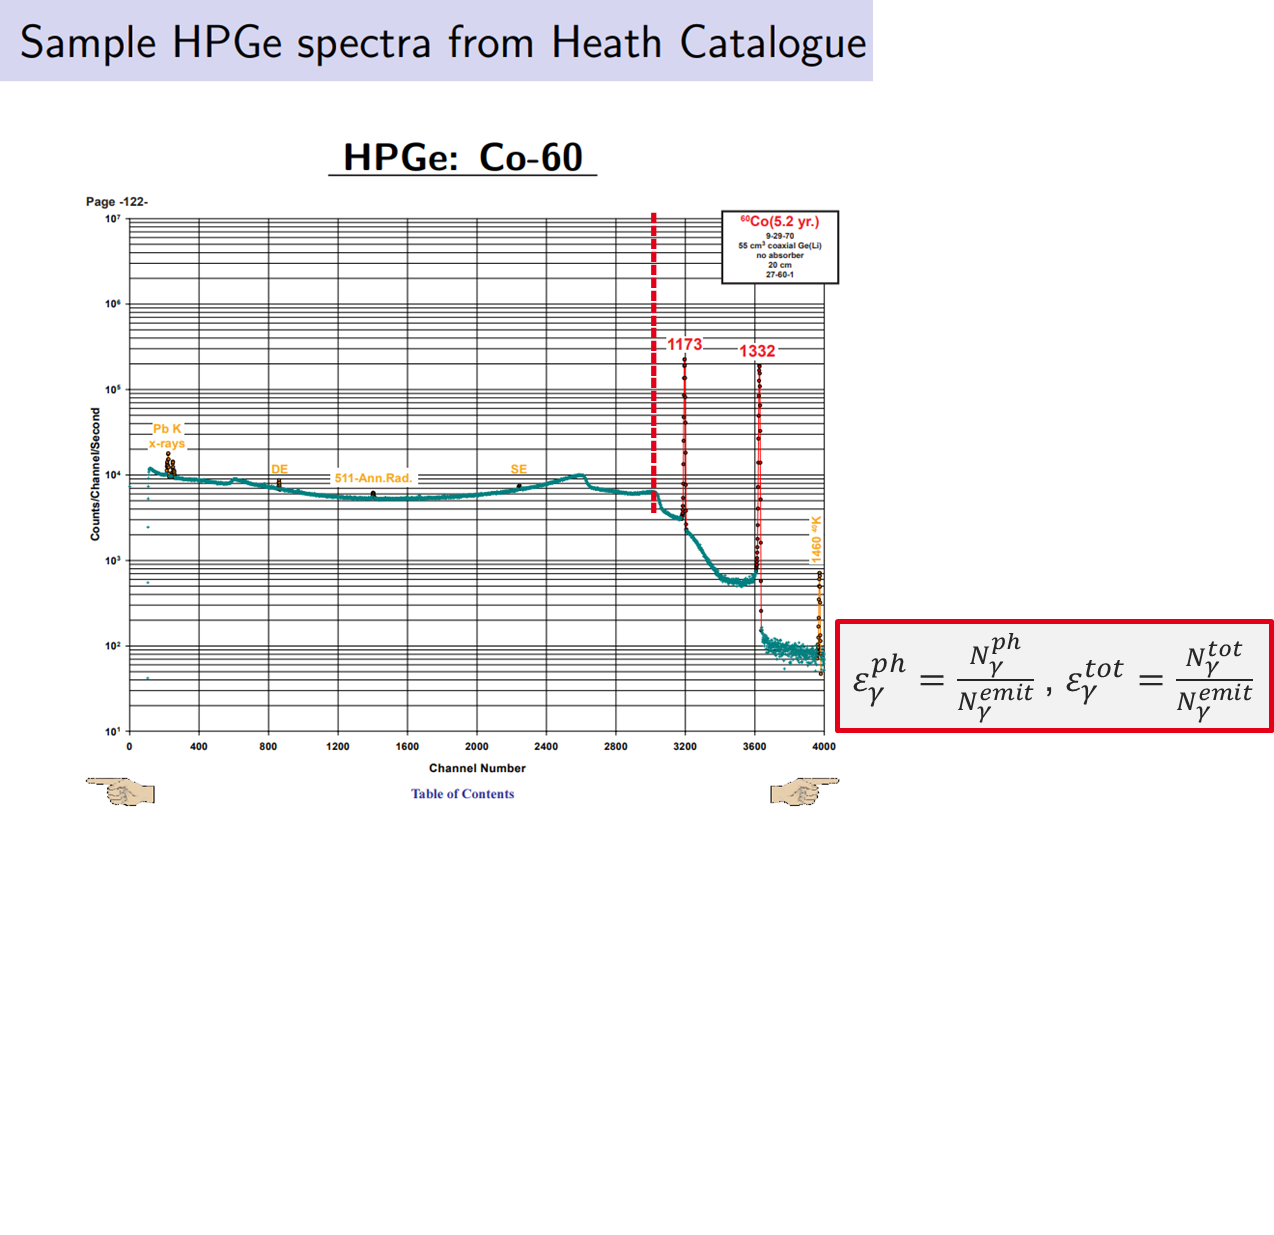 Sample HPGe spectra from Heath Catalogue
HPGe: Co-60
Page -122-
⁶⁰Co(5.2 yr.)
9-29-70
55 cm³ coaxial Ge(Li)
no absorber
20 cm
27-60-1
10⁷
10⁶
10⁵
10⁴
10³
10²
10¹
Counts/Channel/Second
Pb K
x-rays
DE
511-Ann.Rad.
SE
1173
1332
1460 ⁴⁰K
0 400 800 1200 1600 2000 2400 2800 3200 3600 4000
Channel Number
Table of Contents
ε_γ^{ph} = N_γ^{ph} / N_γ^{emit} , ε_γ^{tot} = N_γ^{tot} / N_γ^{emit}